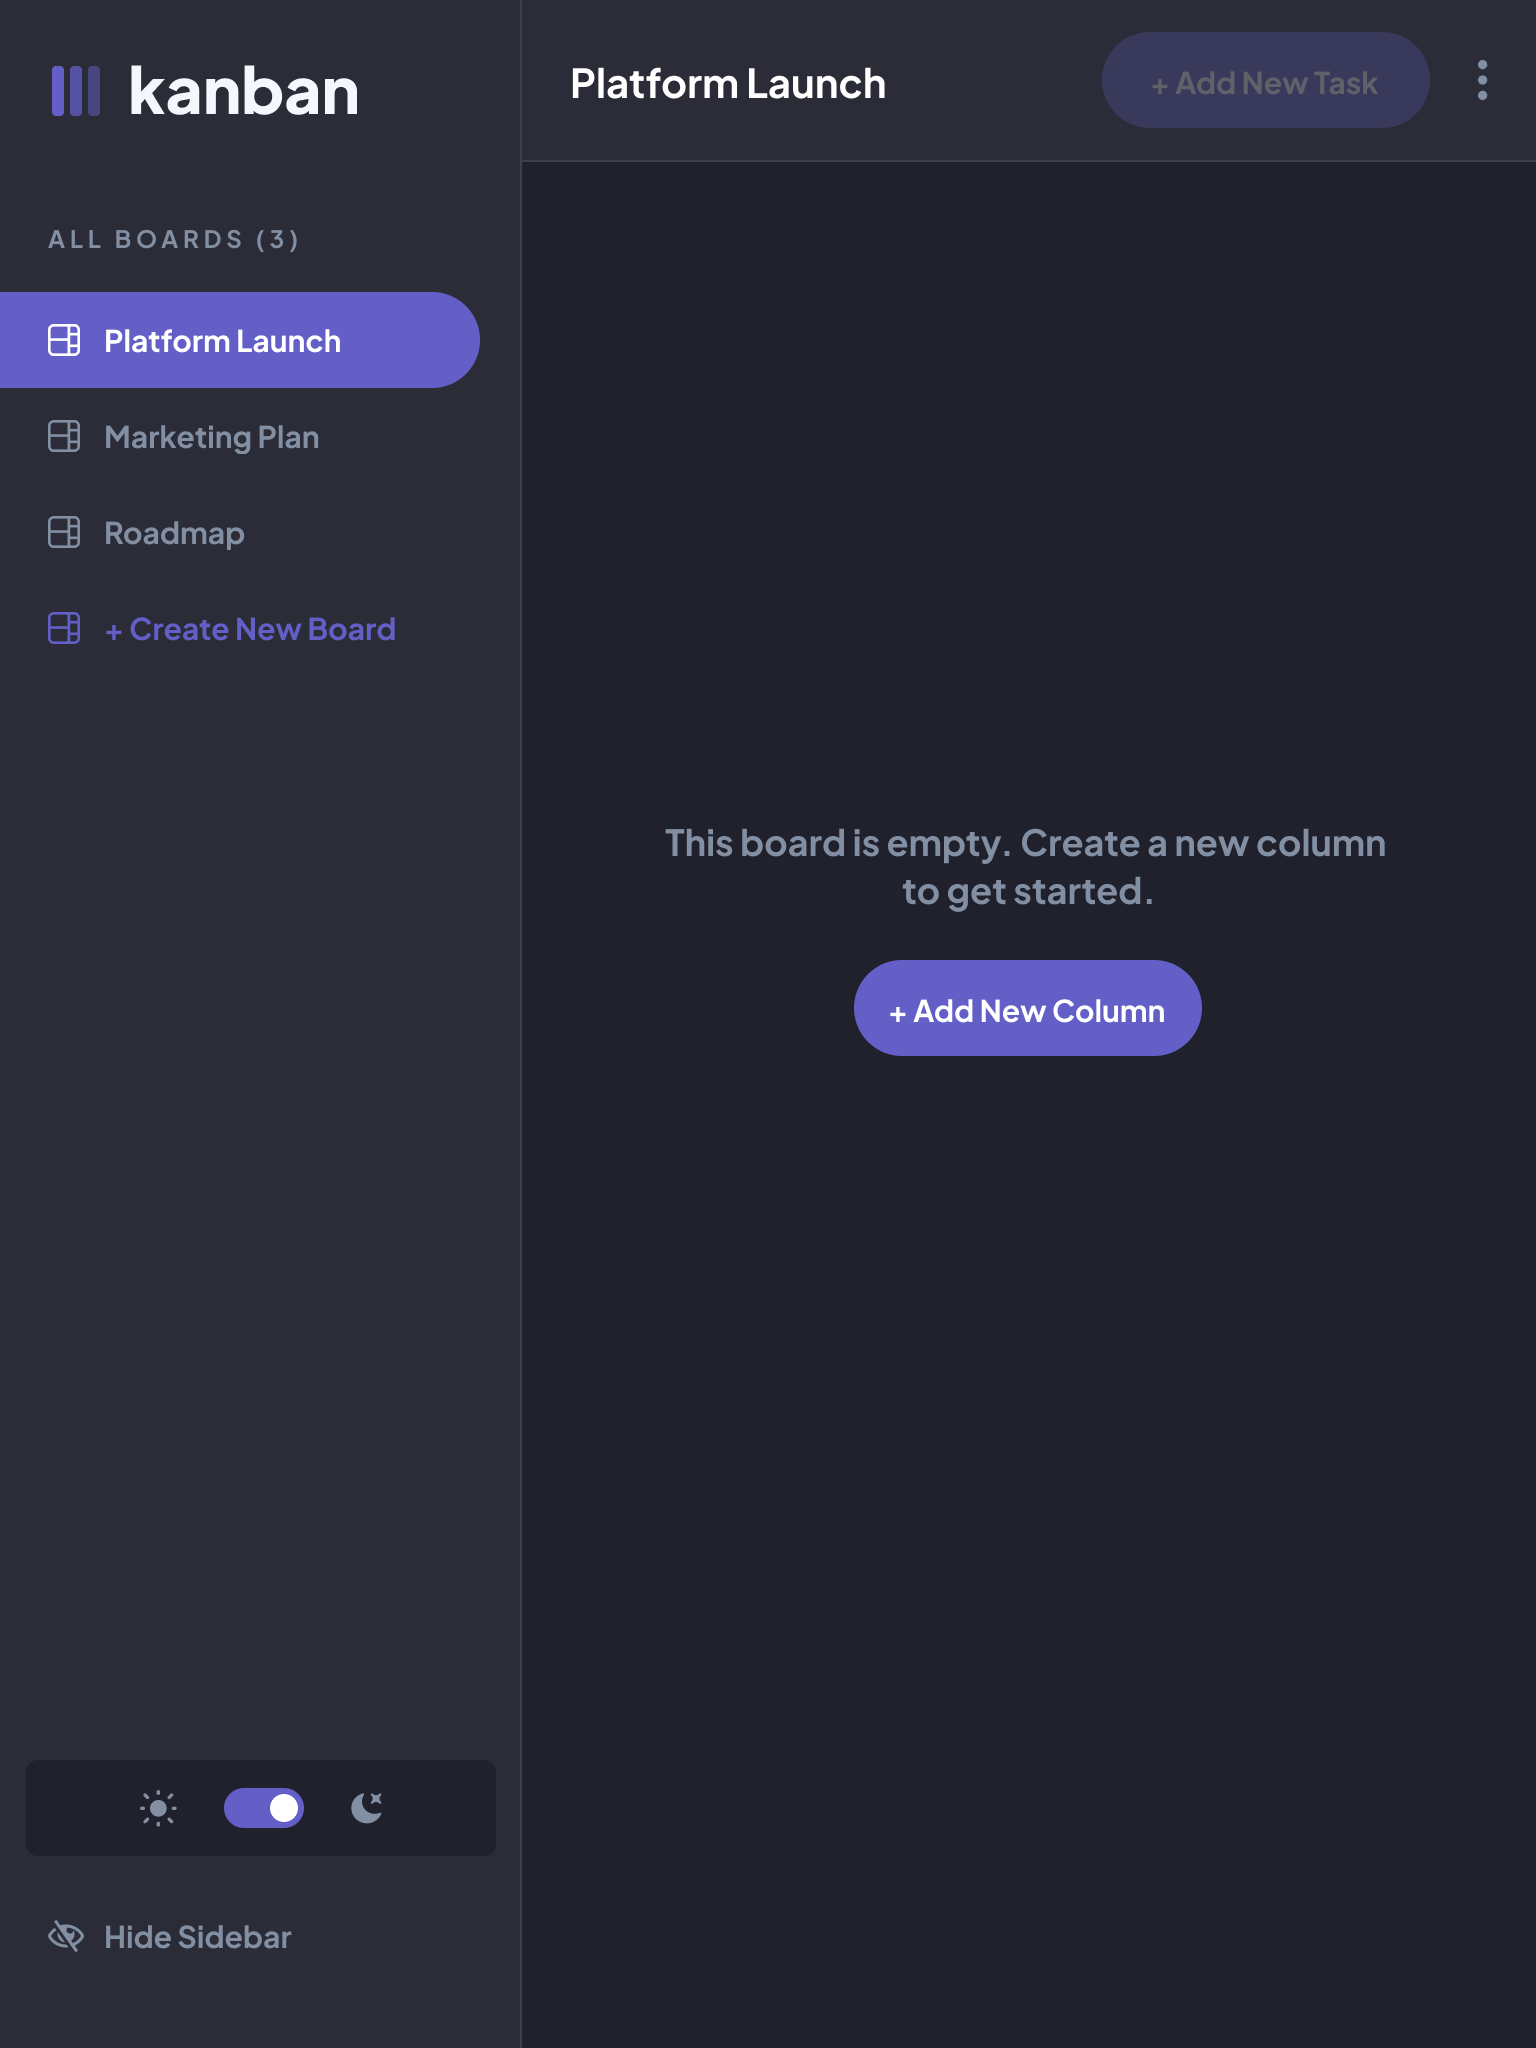 kanban
ALL BOARDS (3)
Platform Launch
Marketing Plan
Roadmap
+ Create New Board
Hide Sidebar
Platform Launch
+ Add New Task
This board is empty. Create a new column
to get started.
+ Add New Column